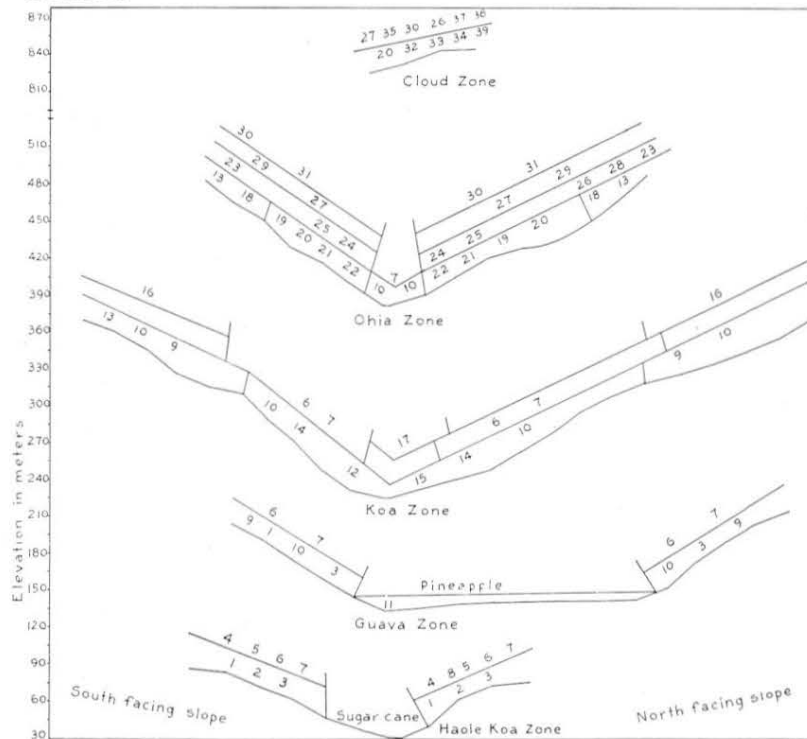 870
27 35 30 26 37 38
840
20 32 33 34 39
810
Cloud Zone
510
30 31
30 31
29
29
28 23
480
23
27
27
26
13 18
25 24
25
18 13
450
19 20 21 22
24
22 21 19 20
420
7
10 10
390
Ohia Zone
16
16
360
13 10 9
9 10
330
6 7
6 7
300
10 14
17
10
270
12
15 14
240
Koa Zone
210
6 7
6 7
9 1 10 3
10 3 9
180
150
Pineapple
11
120
Guava Zone
4 5 6 7
4 8 5 6 7
90
1 2 3
1 2 3
60
South facing slope
Sugar cane
Haole Koa Zone
North facing slope
30
Elevation in meters